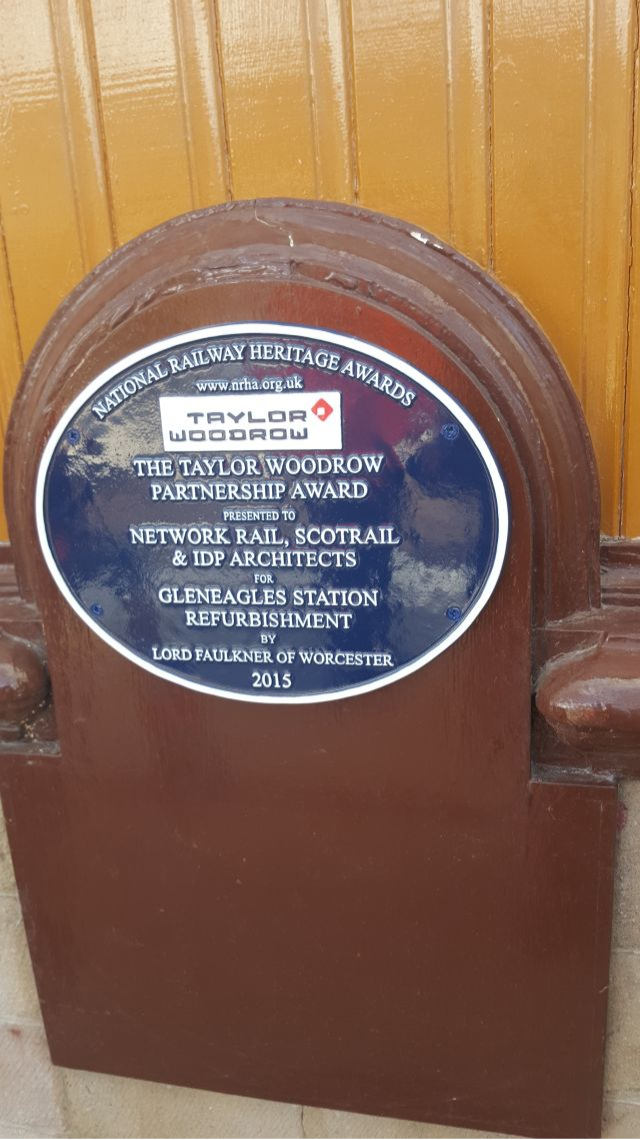 NATIONAL RAILWAY HERITAGE AWARDS
www.nrha.org.uk
TAYLOR
WOODROW
THE TAYLOR WOODROW
PARTNERSHIP AWARD
PRESENTED TO
NETWORK RAIL, SCOTRAIL
& IDP ARCHITECTS
FOR
GLENEAGLES STATION
REFURBISHMENT
BY
LORD FAULKNER OF WORCESTER
2015